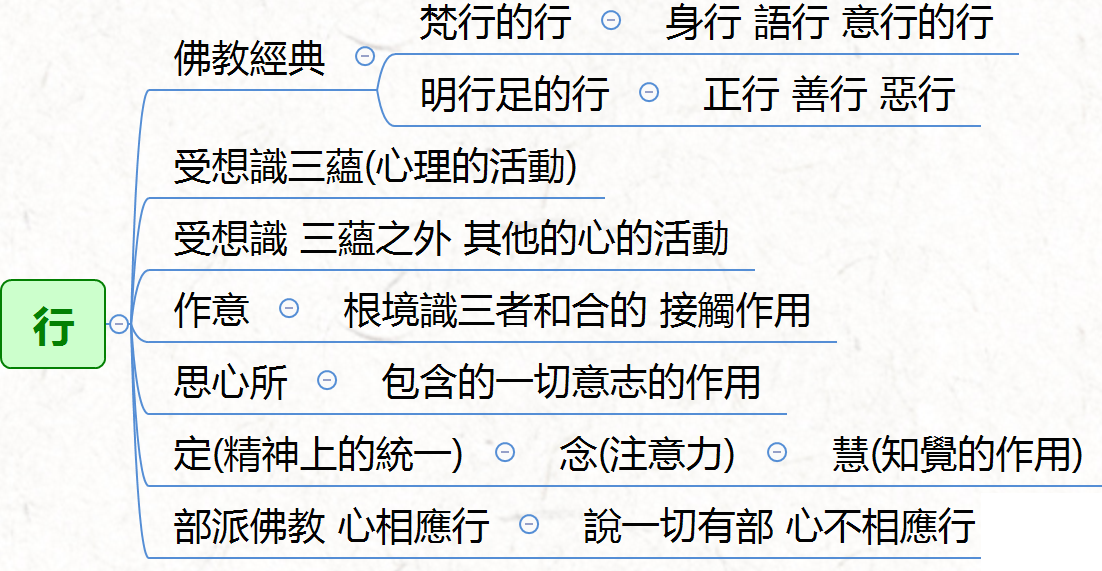 梵行的行 身行 語行 意行的行
佛教經典
明行足的行 正行 善行 惡行
受想識三蘊(心理的活動)
受想識 三蘊之外 其他的心的活動
行
作意 根境識三者和合的 接觸作用
思心所 包含的一切意志的作用
定(精神上的統一) 念(注意力) 慧(知覺的作用)
部派佛教 心相應行 說一切有部 心不相應行